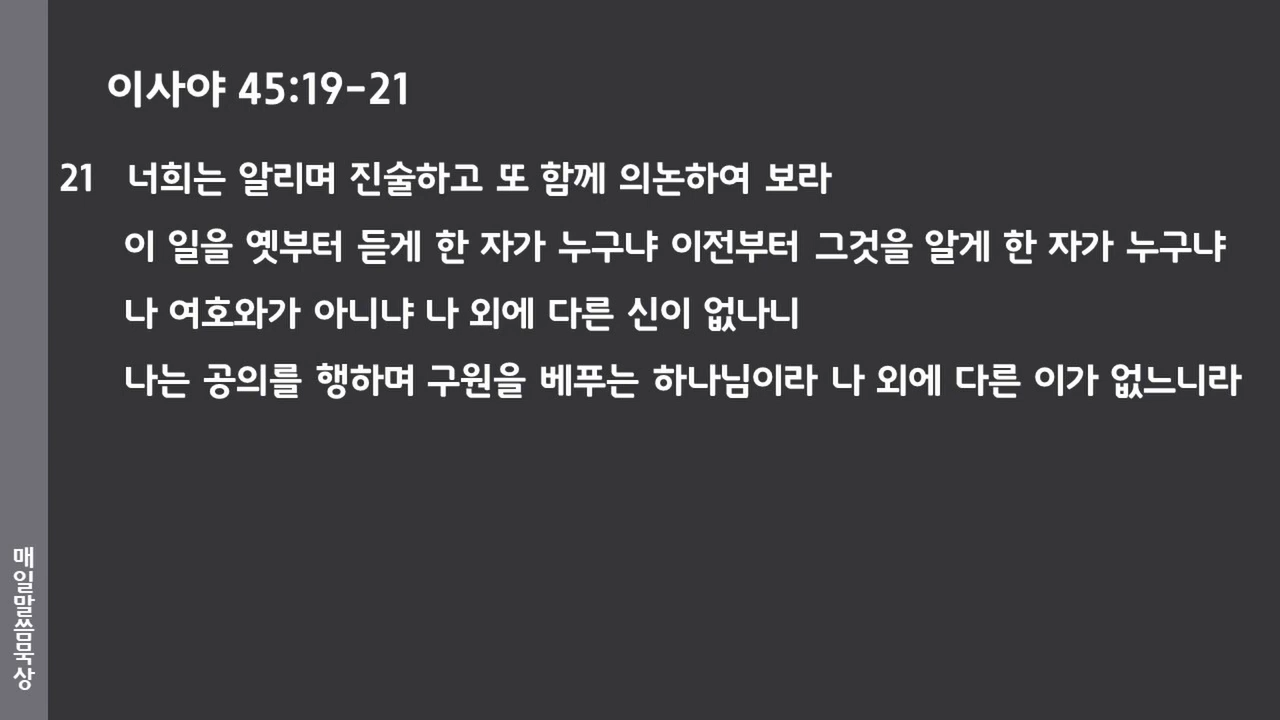 이사야 45:19-21
21 너희는 알리며 진술하고 또 함께 의논하여 보라
이 일을 옛부터 듣게 한 자가 누구냐 이전부터 그것을 알게 한 자가 누구냐
나 여호와가 아니냐 나 외에 다른 신이 없나니
나는 공의를 행하며 구원을 베푸는 하나님이라 나 외에 다른 이가 없느니라
매일말씀묵상